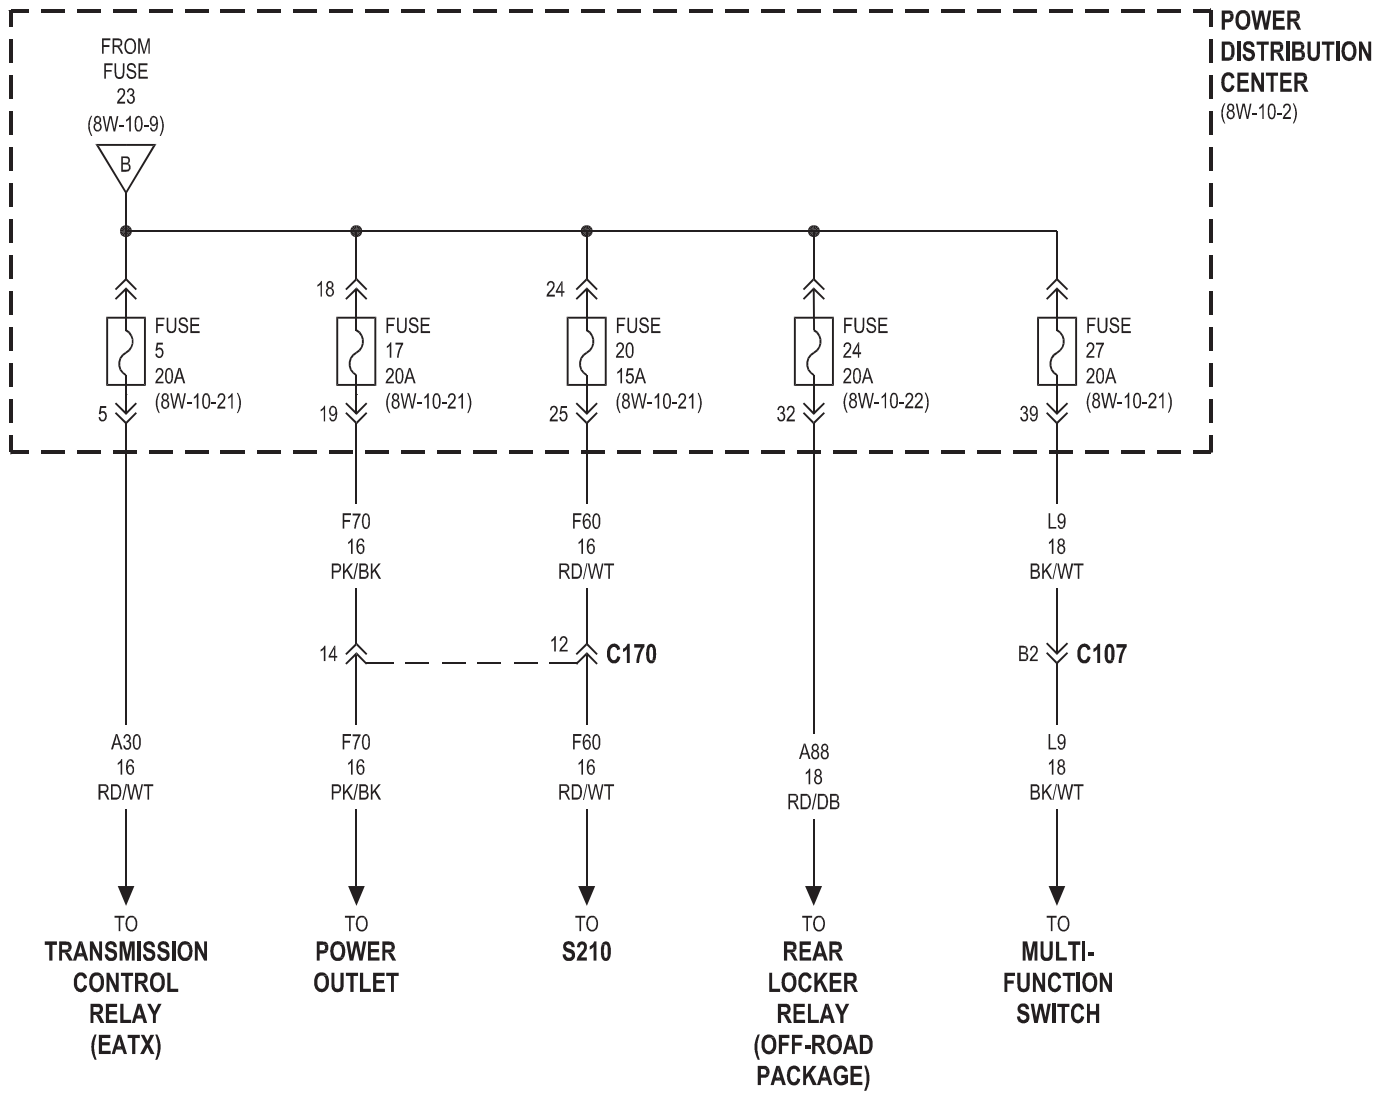 POWER
DISTRIBUTION
CENTER
(8W-10-2)
FROM
FUSE
23
(8W-10-9)
B
FUSE
5
20A
(8W-10-21)
5
18
FUSE
17
20A
(8W-10-21)
19
24
FUSE
20
15A
(8W-10-21)
25
FUSE
24
20A
(8W-10-22)
32
FUSE
27
20A
(8W-10-21)
39
F70
16
PK/BK
F60
16
RD/WT
L9
18
BK/WT
14
12
C170
B2
C107
A30
16
RD/WT
F70
16
PK/BK
F60
16
RD/WT
A88
18
RD/DB
L9
18
BK/WT
TO
TRANSMISSION
CONTROL
RELAY
(EATX)
TO
POWER
OUTLET
TO
S210
TO
REAR
LOCKER
RELAY
(OFF-ROAD
PACKAGE)
TO
MULTI-
FUNCTION
SWITCH